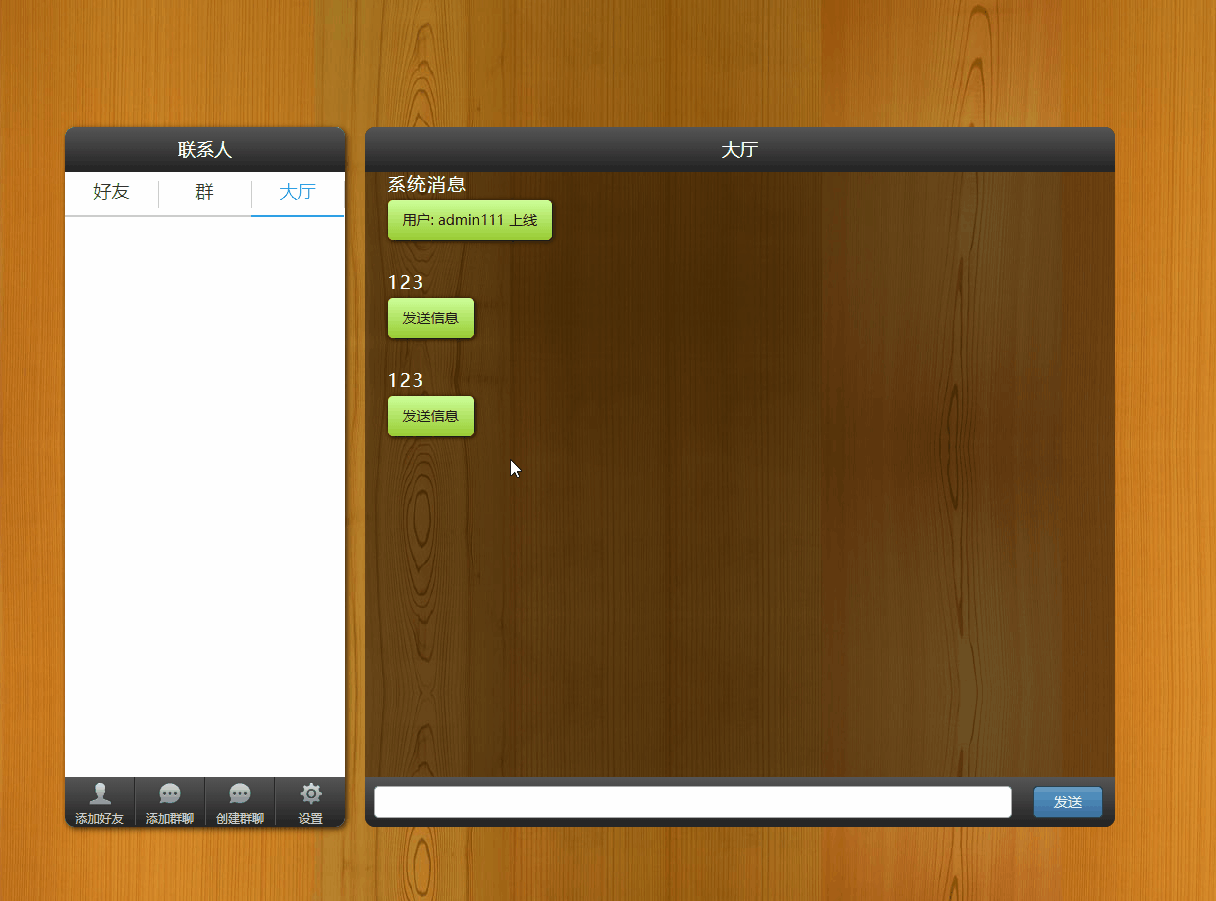 联系人
好友 群 大厅
添加好友 添加群聊 创建群聊 设置
大厅
系统消息
用户: admin111 上线
123
发送信息
123
发送信息
发送